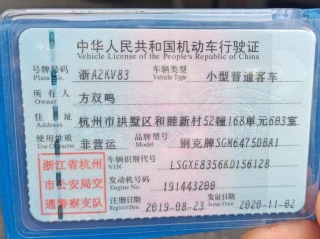 中华人民共和国机动车行驶证
Vehicle License of the People's Republic of China
号牌号码 浙A2KV83 车辆类型 小型普通客车
Plate No. Vehicle Type
所有人 方双鸣
Owner
住址 杭州市拱墅区和睦新村52幢168单元603室
Address
使用性质 非营运 品牌型号 别克牌SGM6475DBA1
Use Character Model
浙江省杭州 车辆识别代号 LSGXE8356KD156128
VIN
市公安局交 发动机号码 191443200
Engine No.
通警察支队 注册日期 2019-08-23 发证日期 2020-11-02
Register Date Issue Date